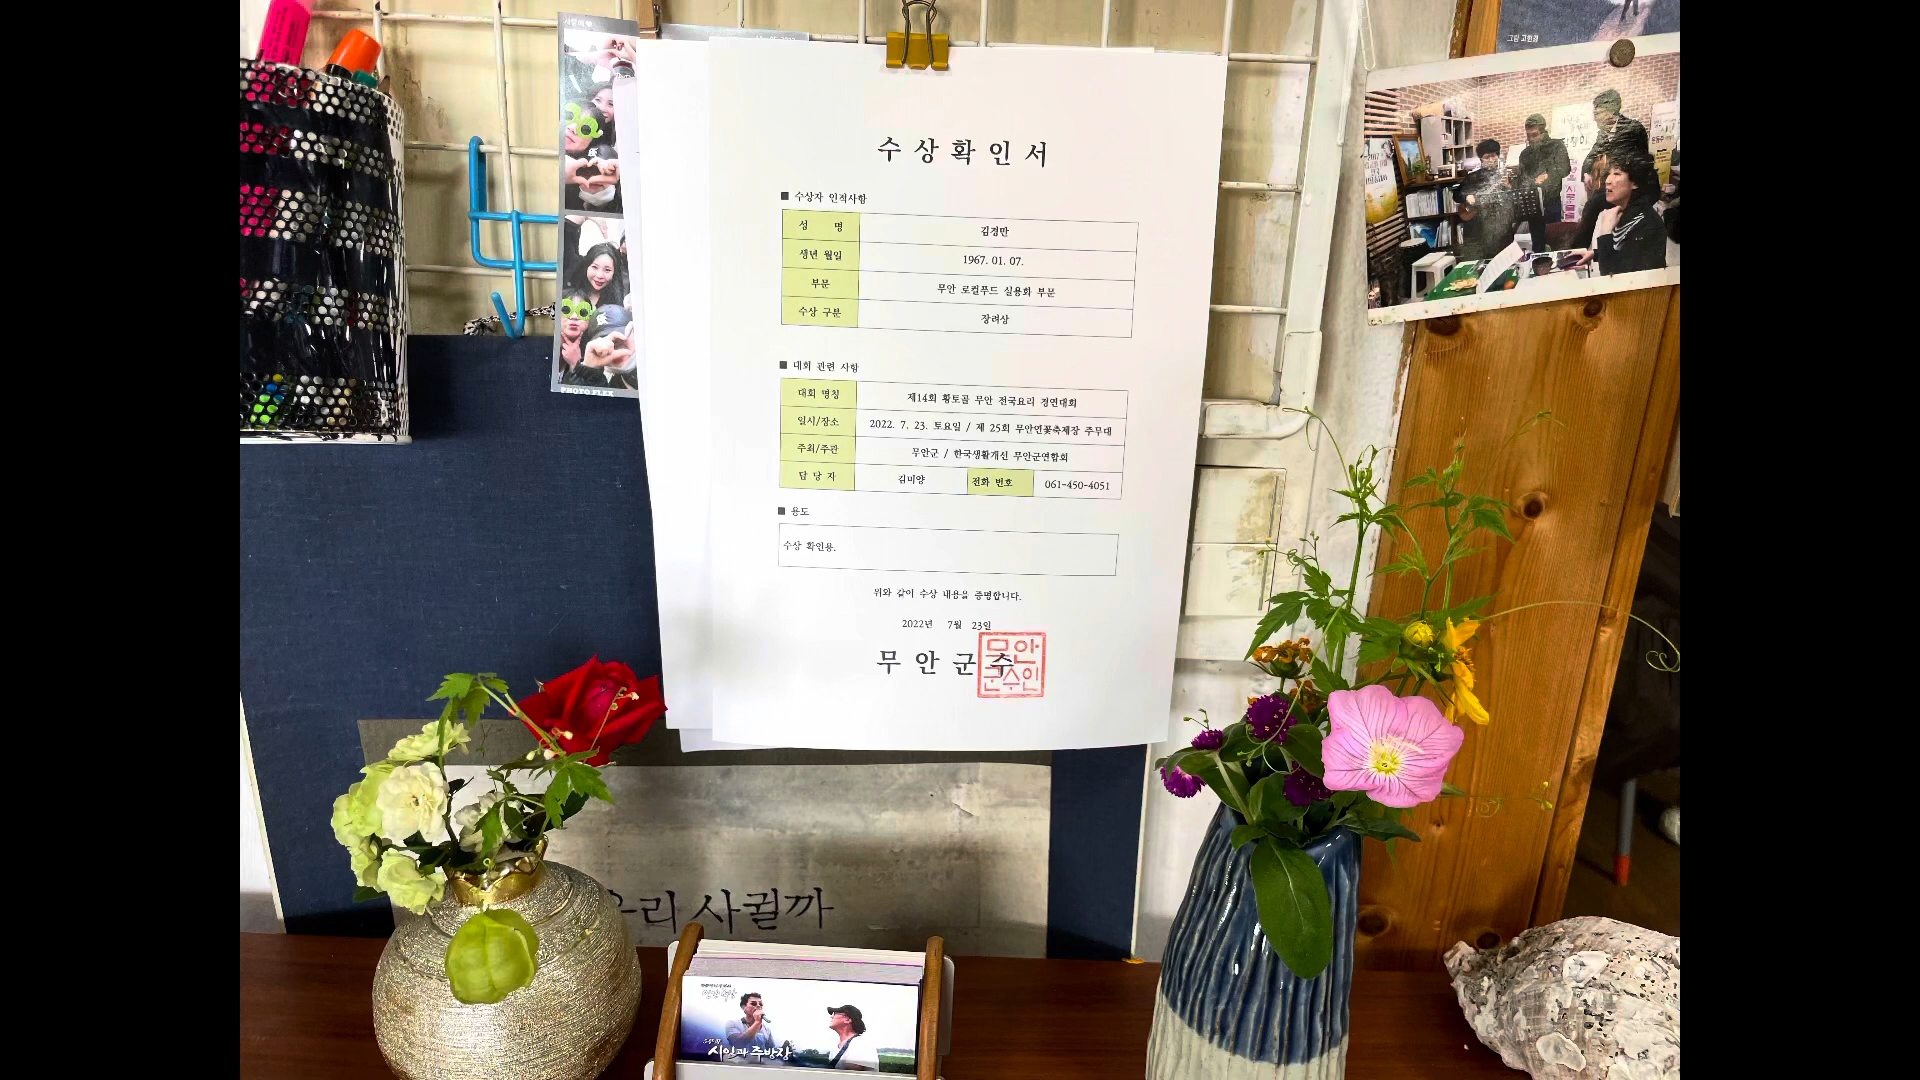 수 상 확 인 서
■ 수상자 인적사항
성 명 김경만
생년 월일 1967. 01. 07.
부문 무안 로컬푸드 실용화 부문
수상 구분 장려상
■ 대회 관련 사항
대회 명칭 제14회 황토골 무안 전국요리 경연대회
일시/장소 2022. 7. 23. 토요일 / 제 25회 무안연꽃축제장 주무대
주최/주관 무안군 / 한국생활개선 무안군연합회
담 당 자 김미양 전화 번호 061-450-4051
■ 용도
수상 확인용.
위와 같이 수상 내용을 증명합니다.
2022년 7월 23일
무 안 군 수
무안
군수인
PHOTO FLEX
그림 고현경
우리 사귈까
시인과 주방장